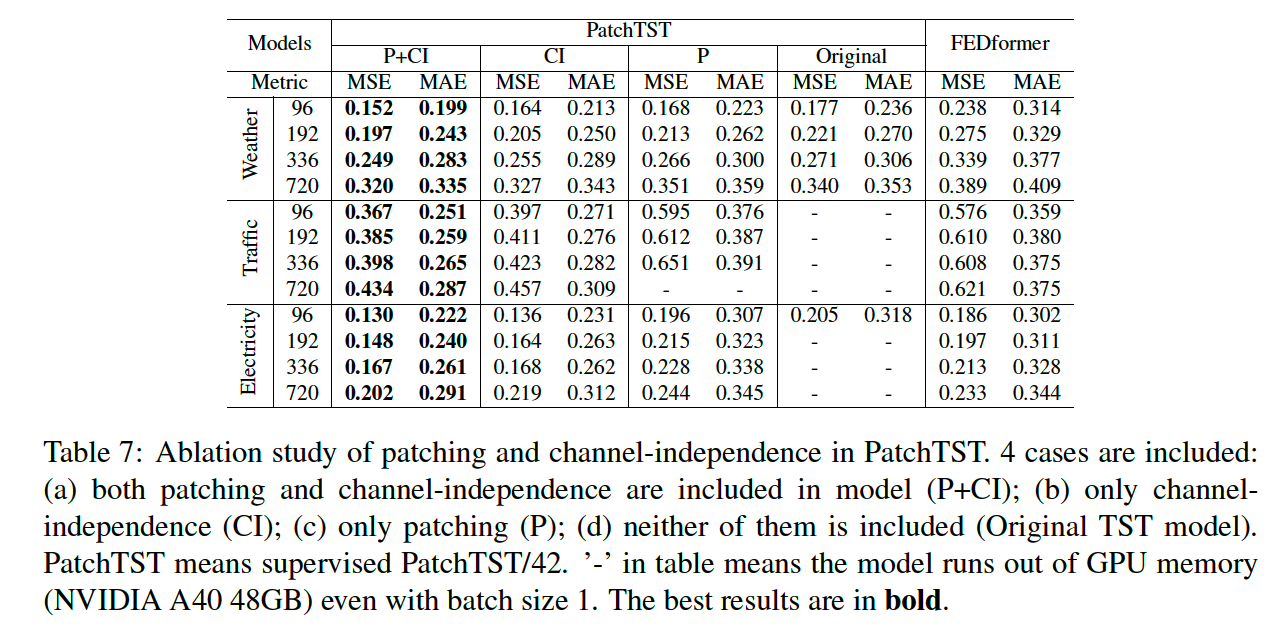 Models PatchTST FEDformer
P+CI CI P Original
Metric MSE MAE MSE MAE MSE MAE MSE MAE MSE MAE
Weather
96 0.152 0.199 0.164 0.213 0.168 0.223 0.177 0.236 0.238 0.314
192 0.197 0.243 0.205 0.250 0.213 0.262 0.221 0.270 0.275 0.329
336 0.249 0.283 0.255 0.289 0.266 0.300 0.271 0.306 0.339 0.377
720 0.320 0.335 0.327 0.343 0.351 0.359 0.340 0.353 0.389 0.409
Traffic
96 0.367 0.251 0.397 0.271 0.595 0.376 - - 0.576 0.359
192 0.385 0.259 0.411 0.276 0.612 0.387 - - 0.610 0.380
336 0.398 0.265 0.423 0.282 0.651 0.391 - - 0.608 0.375
720 0.434 0.287 0.457 0.309 - - - - 0.621 0.375
Electricity
96 0.130 0.222 0.136 0.231 0.196 0.307 0.205 0.318 0.186 0.302
192 0.148 0.240 0.164 0.263 0.215 0.323 - - 0.197 0.311
336 0.167 0.261 0.168 0.262 0.228 0.338 - - 0.213 0.328
720 0.202 0.291 0.219 0.312 0.244 0.345 - - 0.233 0.344
Table 7: Ablation study of patching and channel-independence in PatchTST. 4 cases are included:
(a) both patching and channel-independence are included in model (P+CI); (b) only channel-
independence (CI); (c) only patching (P); (d) neither of them is included (Original TST model).
PatchTST means supervised PatchTST/42. ’-’ in table means the model runs out of GPU memory
(NVIDIA A40 48GB) even with batch size 1. The best results are in bold.